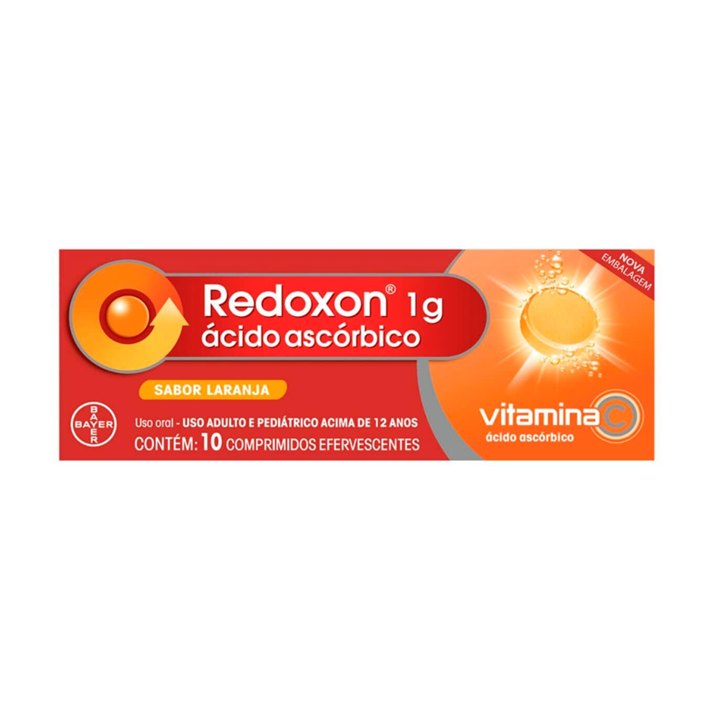 NOVA
EMBALAGEM
Redoxon® 1g
ácido ascórbico
SABOR LARANJA
BAYER
BAYER
Uso oral - USO ADULTO E PEDIÁTRICO ACIMA DE 12 ANOS
CONTÉM: 10 COMPRIMIDOS EFERVESCENTES
vitamina C
ácido ascórbico